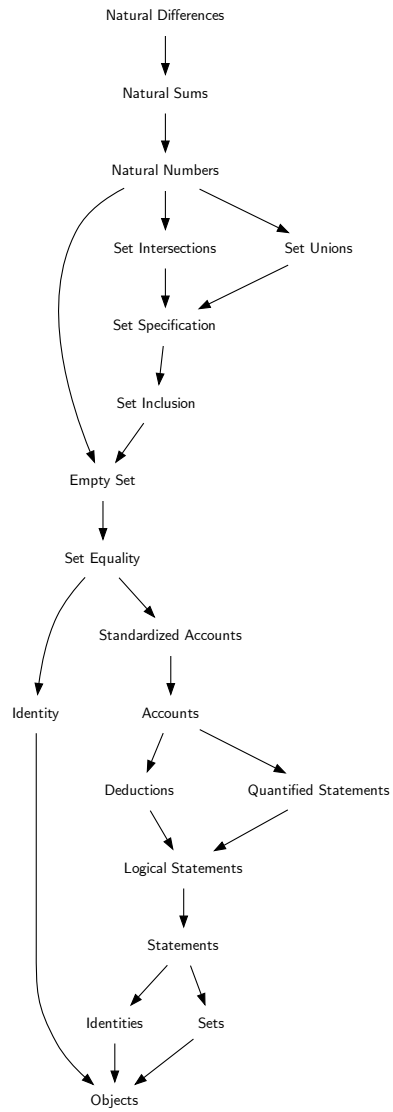 Natural Differences
Natural Sums
Natural Numbers
Set Intersections
Set Unions
Set Specification
Set Inclusion
Empty Set
Set Equality
Standardized Accounts
Identity
Accounts
Deductions
Quantified Statements
Logical Statements
Statements
Identities
Sets
Objects